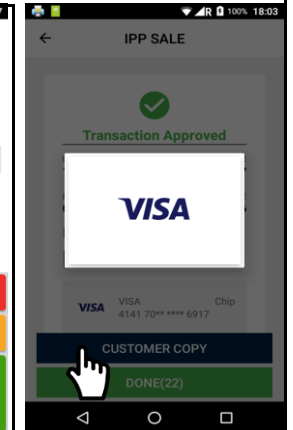 R 100% 18:03
IPP SALE
Transaction Approved
VISA
VISA
VISA
Chip
4141 70** **** 6917
CUSTOMER COPY
DONE(22)